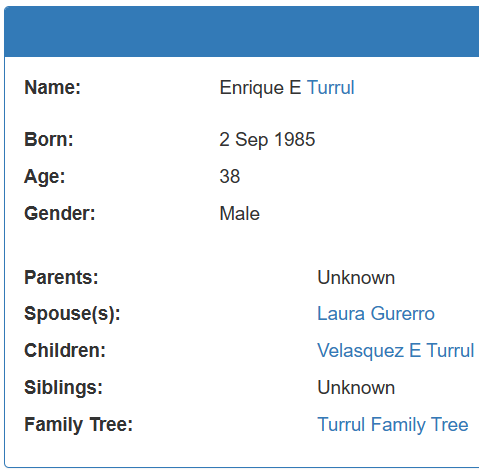 Name: Enrique E Turrul
Born: 2 Sep 1985
Age: 38
Gender: Male
Parents: Unknown
Spouse(s): Laura Gurerro
Children: Velasquez E Turrul
Siblings: Unknown
Family Tree: Turrul Family Tree